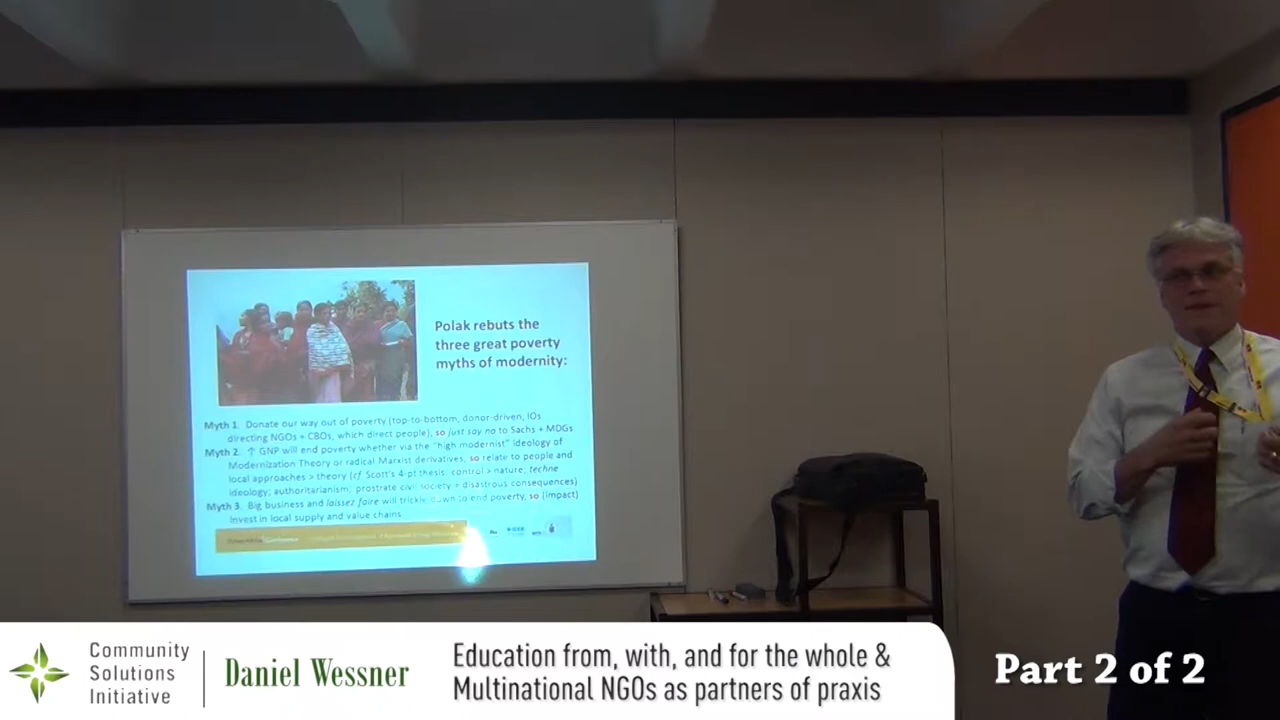 Polak rebuts the
three great poverty
myths of modernity:
Myth 1. Donate our way out of poverty (top-to-bottom, donor-driven, IOs
directing NGOs + CBOs, which direct people), so just say no to Sachs + MDGs
Myth 2. ↑ GNP will end poverty whether via the "high modernist" ideology of
Modernization Theory or radical Marxist derivatives, so relate to people and
local approaches > theory (cf Scott's 4-pt thesis: control > nature; techne
ideology; authoritarianism; prostrate civil society = disastrous consequences)
Myth 3. Big business and laissez faire will trickle down to end poverty, so (impact)
invest in local supply and value chains
IEEE
Community
Solutions
Initiative
Daniel Wessner
Education from, with, and for the whole &
Multinational NGOs as partners of praxis
Part 2 of 2